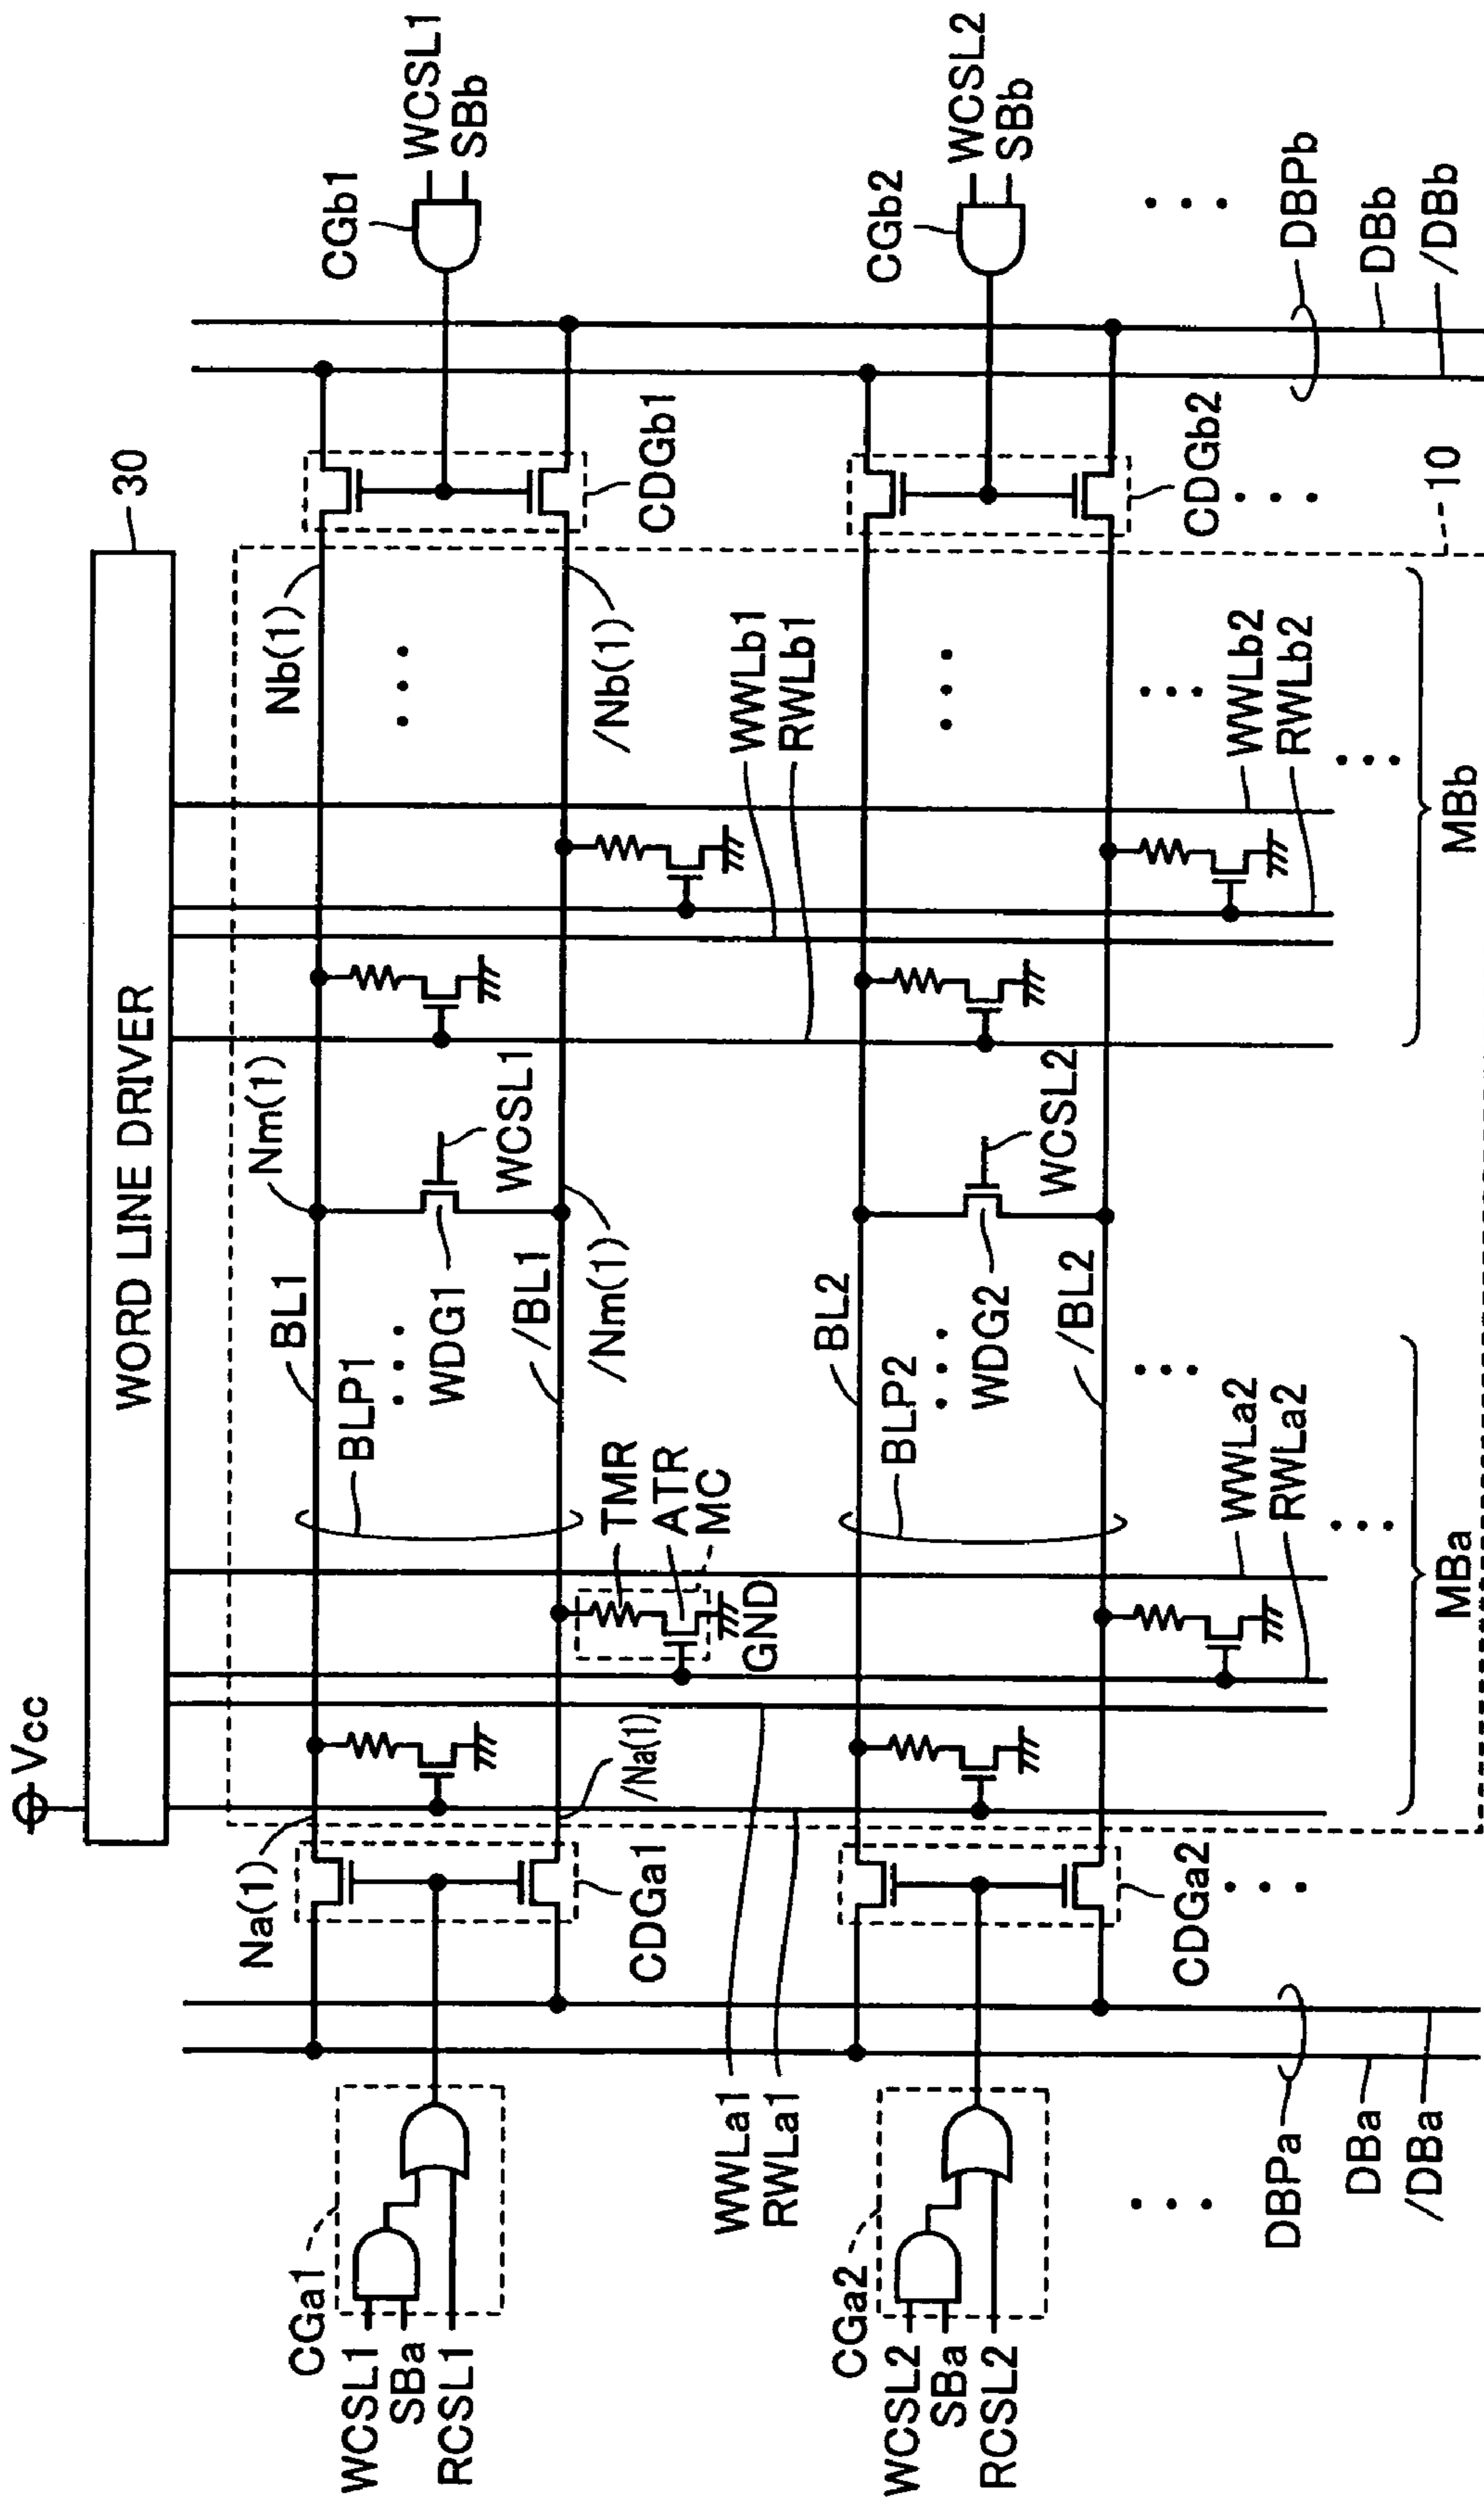 Vcc
WORD LINE DRIVER
30
CGa1
WCSL1
SBa
RCSL1
Na(1)
/Na(1)
CDGa1
BL1
BLP1
WDG1
/BL1
Nm(1)
/Nm(1)
WCSL1
TMR
ATR
MC
GND
Nb(1)
/Nb(1)
WWLb1
RWLb1
CDGb1
CGb1
WCSL1
SBb
WWLa1
RWLa1
CGa2
WCSL2
SBa
RCSL2
CDGa2
BL2
BLP2
WDG2
/BL2
WCSL2
WWLa2
RWLa2
MBa
WWLb2
RWLb2
MBb
CDGb2
10
CGb2
WCSL2
SBb
DBPa
DBa
/DBa
DBPb
DBb
/DBb